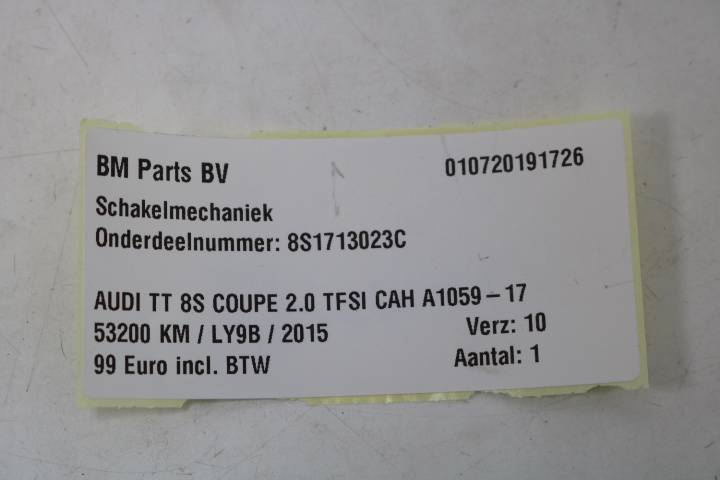 BM Parts BV 010720191726
Schakelmechaniek
Onderdeelnummer: 8S1713023C
AUDI TT 8S COUPE 2.0 TFSI CAH A1059-17
53200 KM / LY9B / 2015 Verz: 10
99 Euro incl. BTW Aantal: 1